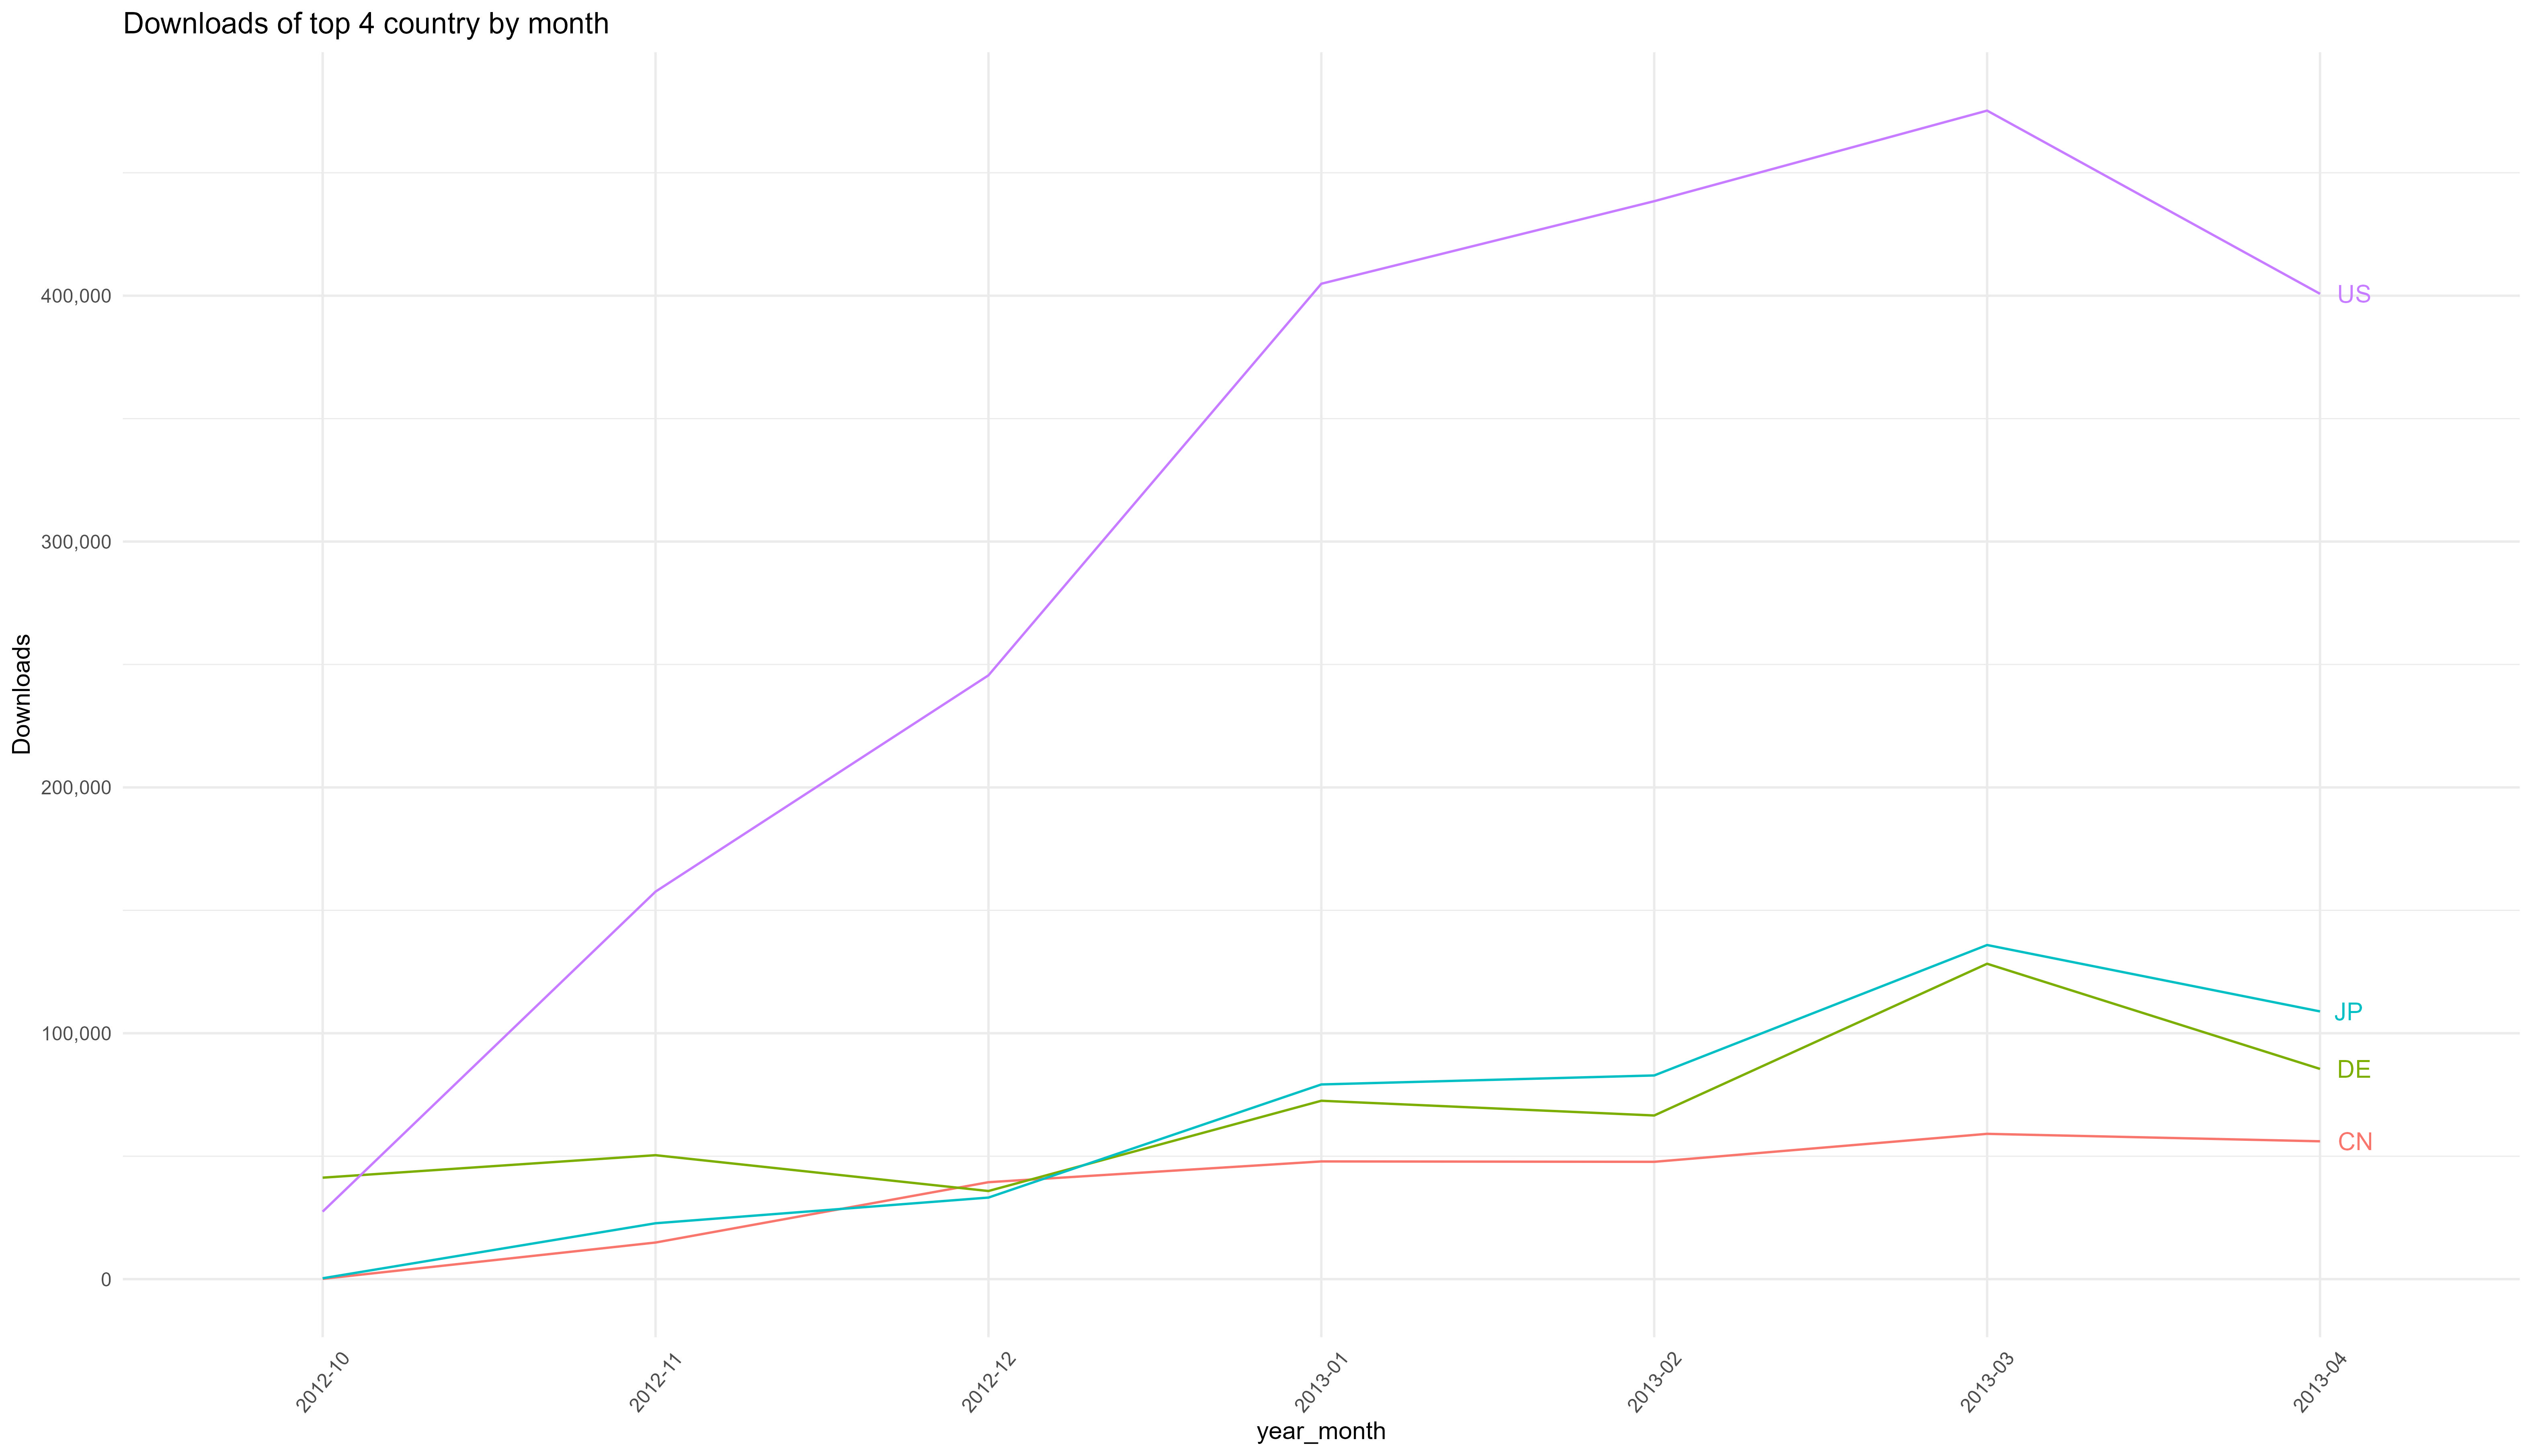 Downloads of top 4 country by month
Downloads
400,000
300,000
200,000
100,000
0
US
JP
DE
CN
2012-10
2012-11
2012-12
2013-01
2013-02
2013-03
2013-04
year_month